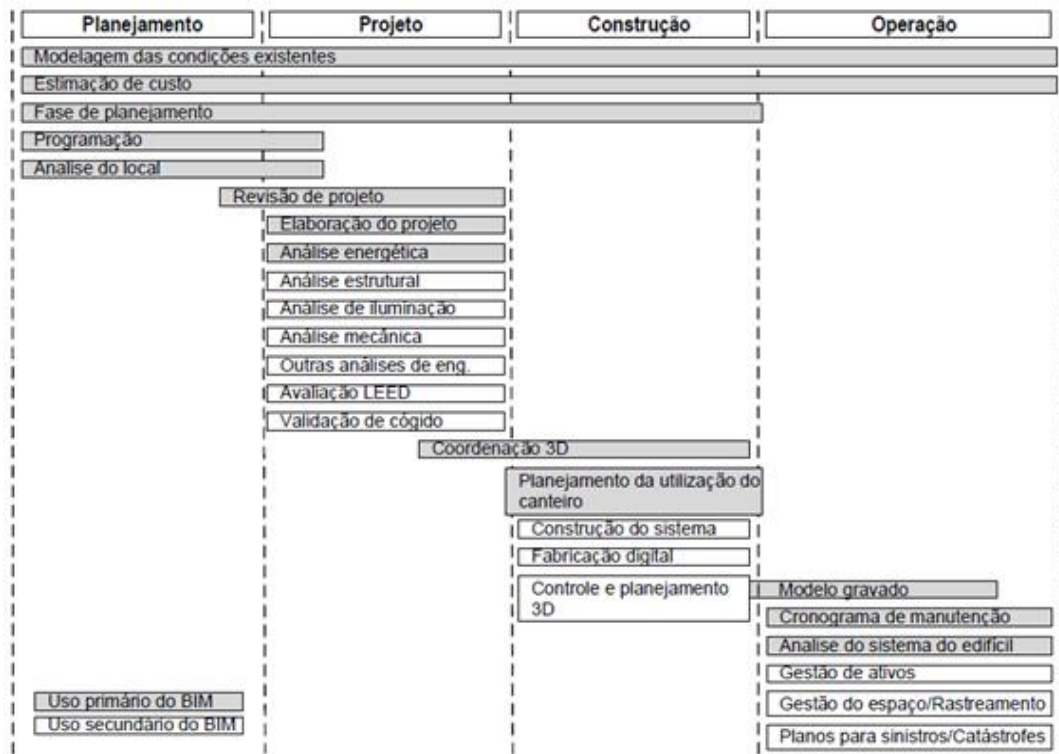 Planejamento
Projeto
Construção
Operação
Modelagem das condições existentes
Estimação de custo
Fase de planejamento
Programação
Analise do local
Revisão de projeto
Elaboração do projeto
Análise energética
Análise estrutural
Análise de iluminação
Análise mecânica
Outras análises de eng.
Avaliação LEED
Validação de cógido
Coordenação 3D
Planejamento da utilização do
canteiro
Construção do sistema
Fabricação digital
Controle e planejamento
3D
Modelo gravado
Cronograma de manutenção
Analise do sistema do edifícil
Gestão de ativos
Gestão do espaço/Rastreamento
Planos para sinistros/Catástrofes
Uso primário do BIM
Uso secundário do BIM